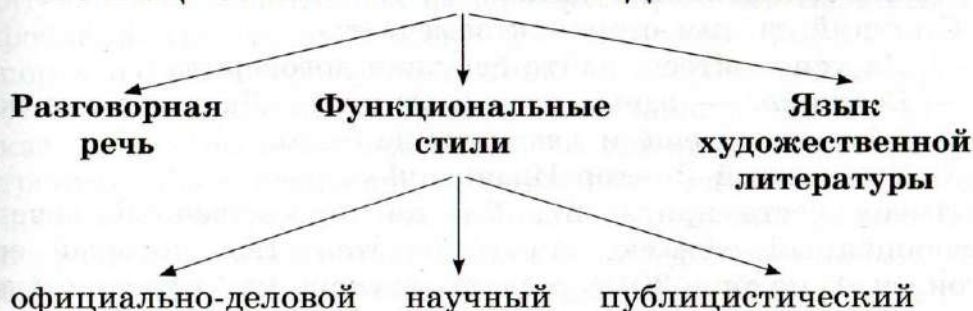 Разговорная Функциональные Язык
речь стили художественной
литературы
официально-деловой научный публицистический